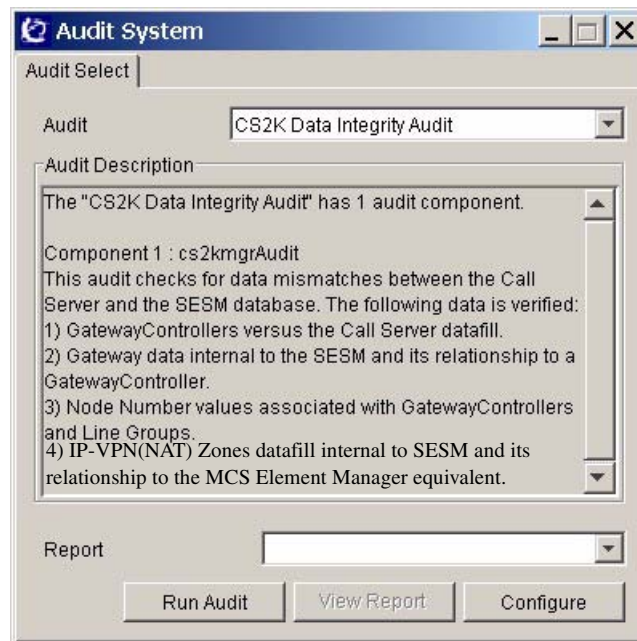 Audit System
Audit Select
Audit
CS2K Data Integrity Audit
Audit Description
The "CS2K Data Integrity Audit" has 1 audit component.
Component 1 : cs2kmgrAudit
This audit checks for data mismatches between the Call
Server and the SESM database. The following data is verified:
1) GatewayControllers versus the Call Server datafill.
2) Gateway data internal to the SESM and its relationship to a
GatewayController.
3) Node Number values associated with GatewayControllers
and Line Groups.
4) IP-VPN(NAT) Zones datafill internal to SESM and its
relationship to the MCS Element Manager equivalent.
Report
Run Audit
View Report
Configure